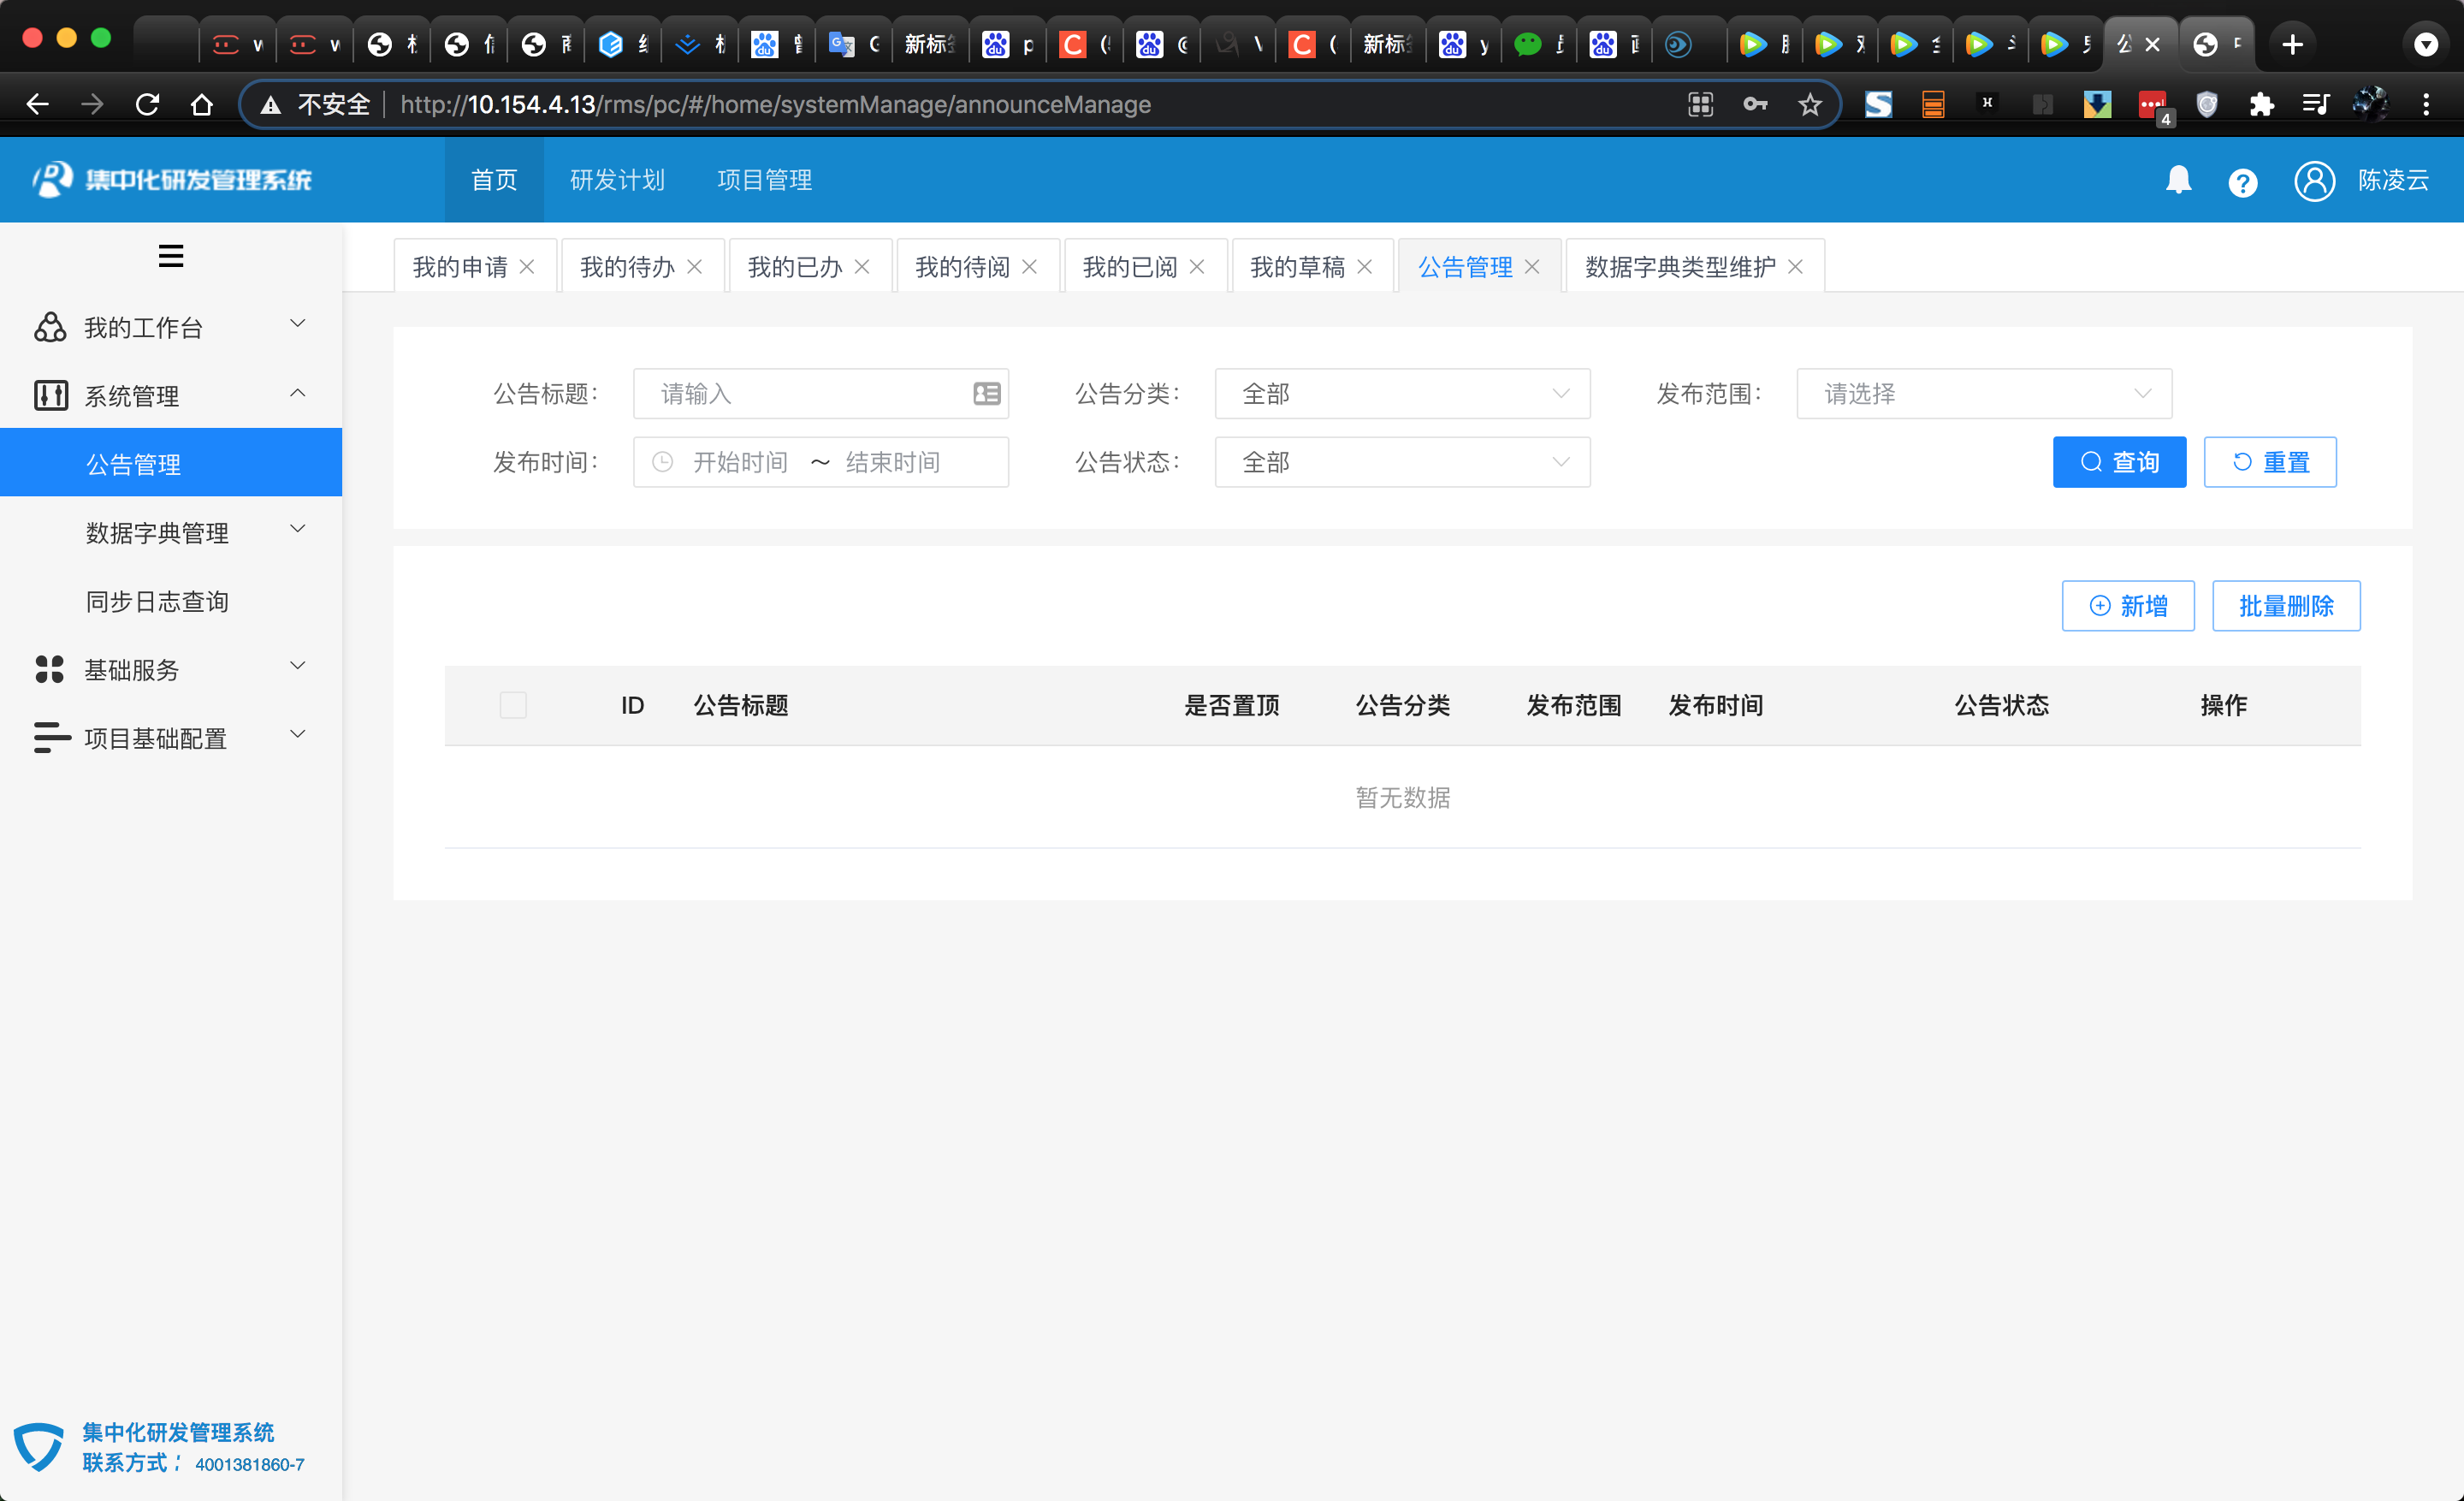 新标 新标
不安全 http://10.154.4.13/rms/pc/#/home/systemManage/announceManage 4
集中化研发管理系统 首页 研发计划 项目管理 陈凌云
我的申请 我的待办 我的已办 我的待阅 我的已阅 我的草稿 公告管理 数据字典类型维护
我的工作台
系统管理
公告管理
数据字典管理
同步日志查询
基础服务
项目基础配置
公告标题： 请输入 公告分类： 全部 发布范围： 请选择
发布时间： 开始时间 ~ 结束时间 公告状态： 全部 查询 重置
新增 批量删除
ID 公告标题 是否置顶 公告分类 发布范围 发布时间 公告状态 操作
暂无数据
集中化研发管理系统
联系方式： 4001381860-7